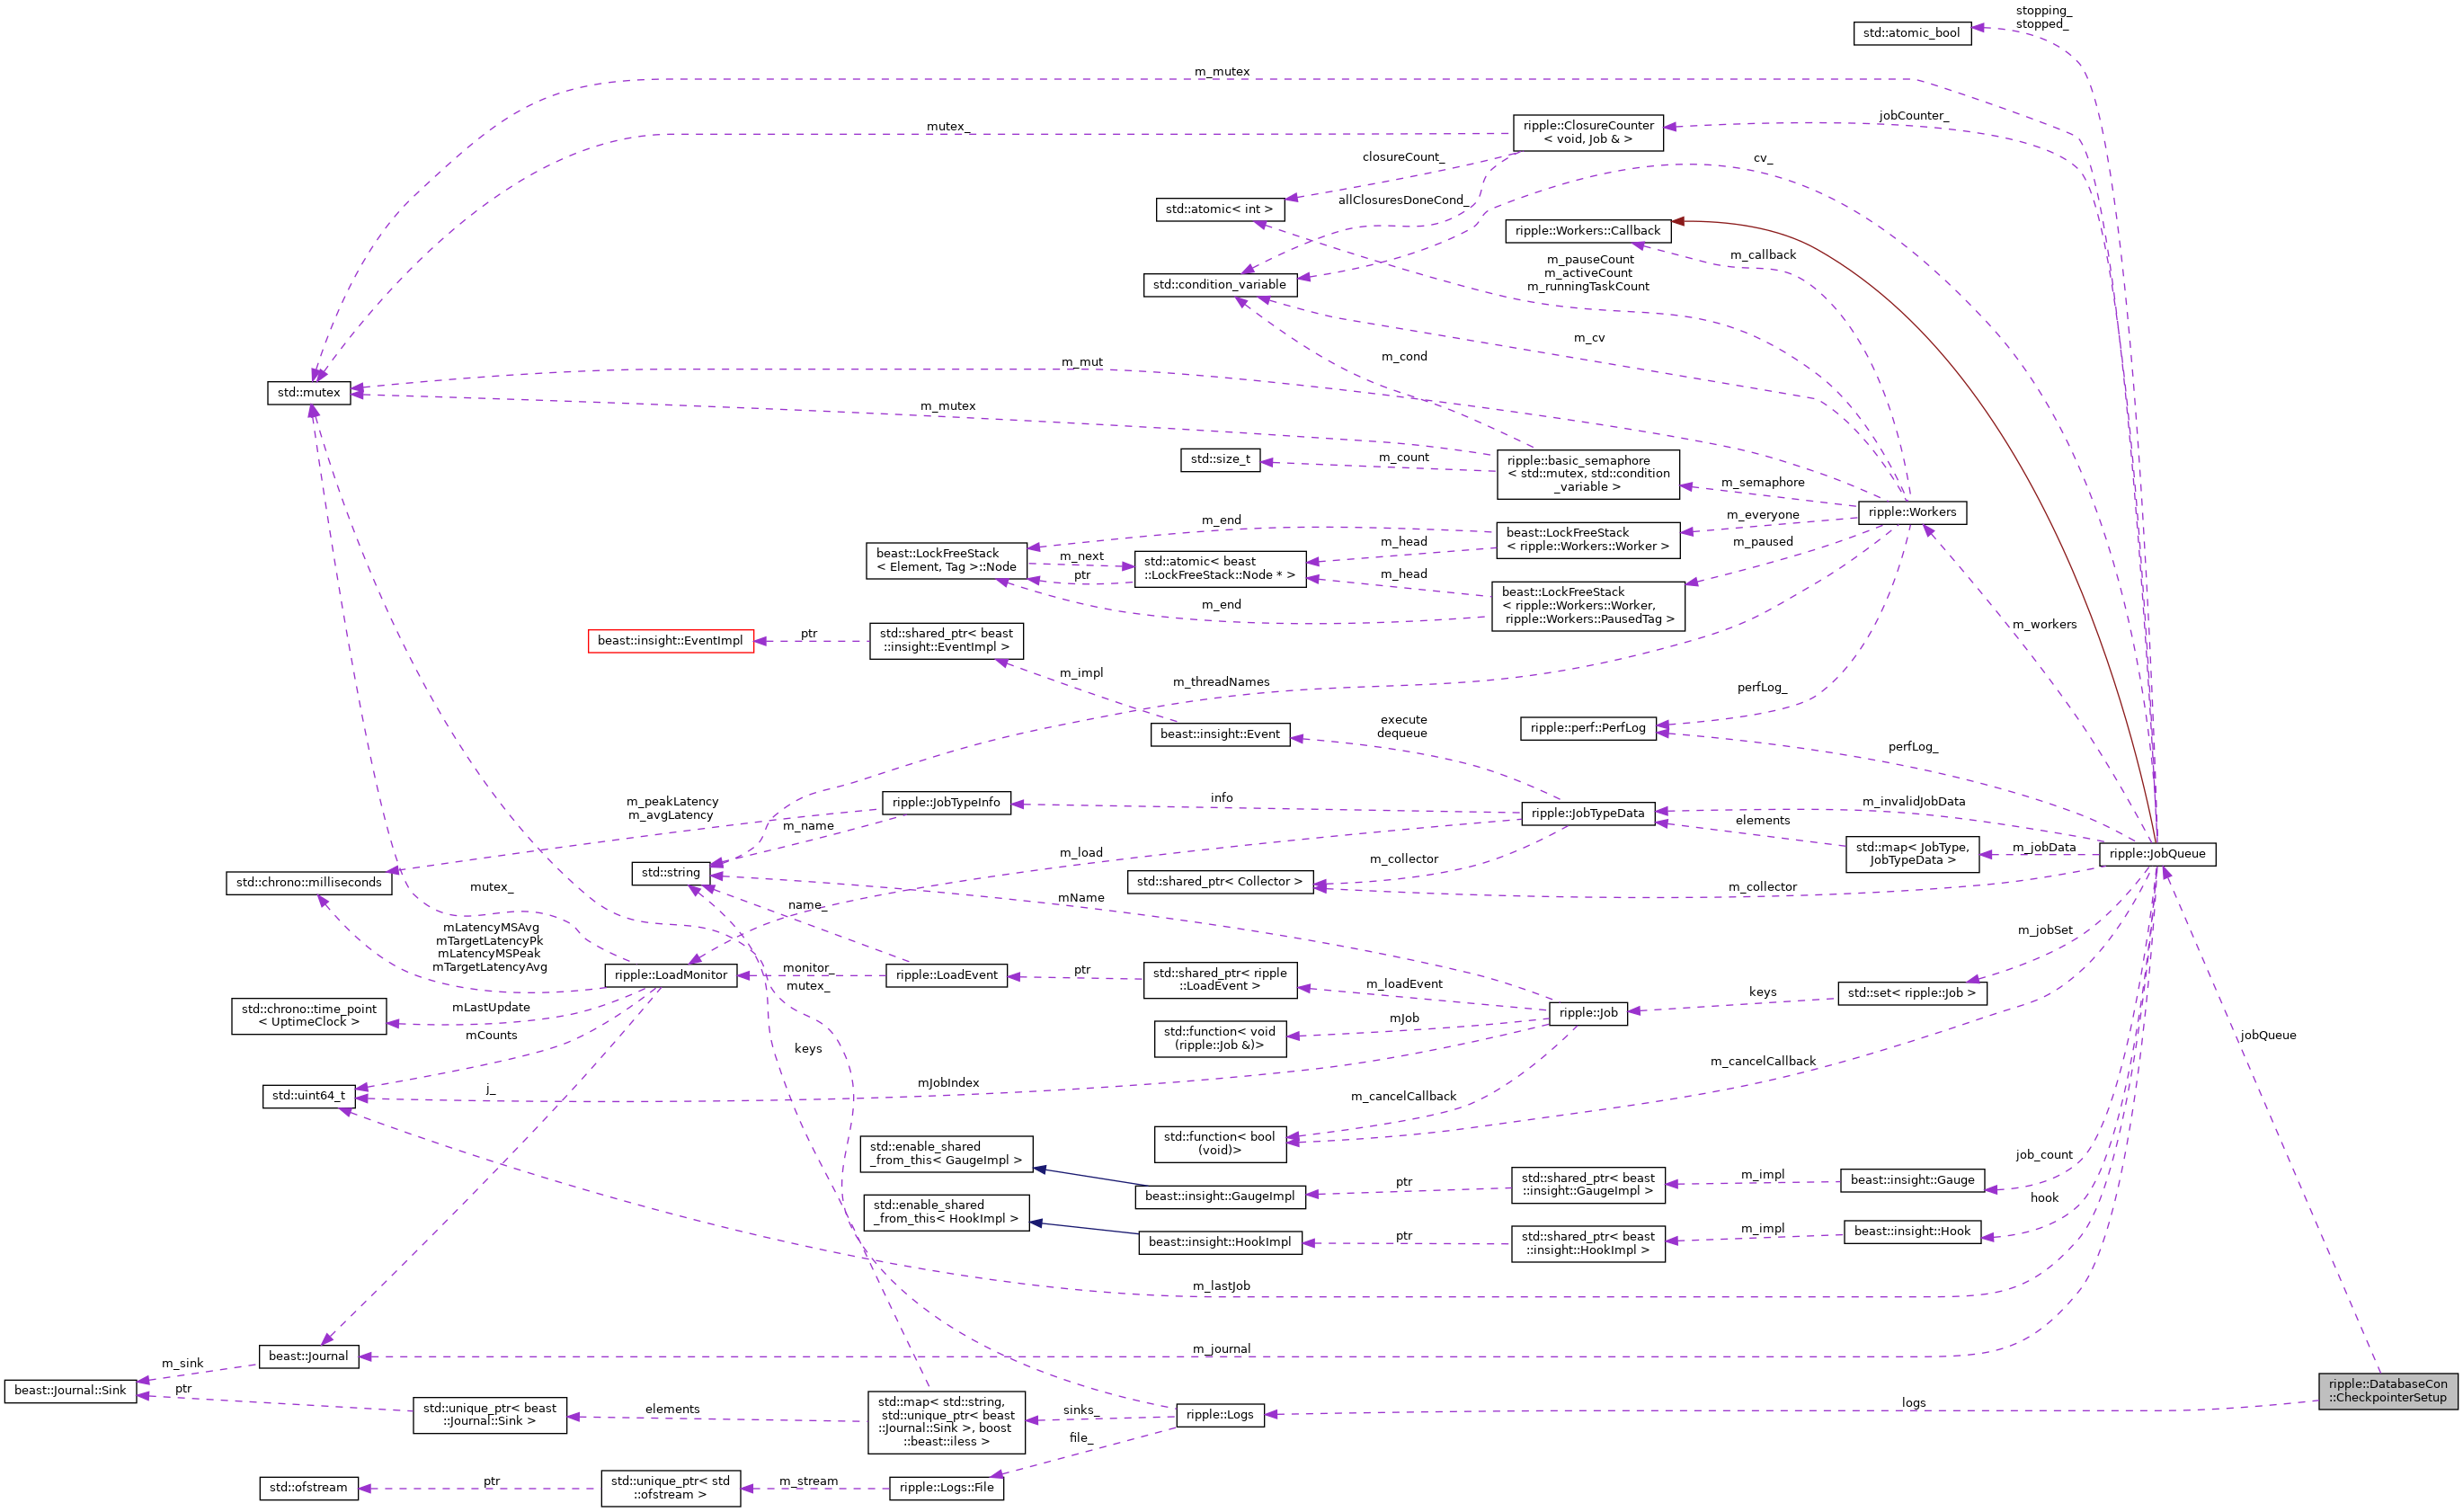 stopping_
stopped_
std::atomic_bool
m_mutex
jobCounter_
mutex_
ripple::ClosureCounter
< void, Job & >
closureCount_
cv_
allClosuresDoneCond_
std::atomic< int >
ripple::Workers::Callback
m_callback
m_pauseCount
m_activeCount
m_runningTaskCount
std::condition_variable
m_cv
m_cond
m_mut
std::mutex
m_mutex
m_count
std::size_t
ripple::basic_semaphore
< std::mutex, std::condition
_variable >
m_semaphore
ripple::Workers
m_everyone
m_end
beast::LockFreeStack
< ripple::Workers::Worker >
m_head
m_paused
beast::LockFreeStack
< Element, Tag >::Node
m_next
ptr
std::atomic< beast
::LockFreeStack::Node * >
m_head
m_end
beast::LockFreeStack
< ripple::Workers::Worker,
ripple::Workers::PausedTag >
m_workers
beast::insight::EventImpl
ptr
std::shared_ptr< beast
::insight::EventImpl >
m_impl
m_threadNames
perfLog_
execute
dequeue
beast::insight::Event
ripple::perf::PerfLog
perfLog_
m_peakLatency
m_avgLatency
ripple::JobTypeInfo
info
m_name
ripple::JobTypeData
m_invalidJobData
elements
std::map< JobType,
JobTypeData >
m_jobData
ripple::JobQueue
m_load
m_collector
std::string
std::chrono::milliseconds
std::shared_ptr< Collector >
m_collector
mutex_
name_
mName
m_jobSet
mLatencyMSAvg
mTargetLatencyPk
mLatencyMSPeak
mTargetLatencyAvg
ripple::LoadMonitor
monitor_
mutex_
ripple::LoadEvent
ptr
std::shared_ptr< ripple
::LoadEvent >
m_loadEvent
keys
std::set< ripple::Job >
std::chrono::time_point
< UptimeClock >
mLastUpdate
mCounts
ripple::Job
mJob
std::function< void
(ripple::Job &)>
jobQueue
keys
m_cancelCallback
mJobIndex
j_
std::uint64_t
m_cancelCallback
std::function< bool
(void)>
std::enable_shared
_from_this< GaugeImpl >
job_count
beast::insight::GaugeImpl
ptr
std::shared_ptr< beast
::insight::GaugeImpl >
m_impl
beast::insight::Gauge
hook
std::enable_shared
_from_this< HookImpl >
beast::insight::HookImpl
ptr
std::shared_ptr< beast
::insight::HookImpl >
m_impl
beast::insight::Hook
m_lastJob
m_journal
beast::Journal
m_sink
beast::Journal::Sink
ptr
std::unique_ptr< beast
::Journal::Sink >
elements
std::map< std::string,
std::unique_ptr< beast
::Journal::Sink >, boost
::beast::iless >
sinks_
ripple::Logs
logs
ripple::DatabaseCon
::CheckpointerSetup
file_
std::ofstream
ptr
std::unique_ptr< std
::ofstream >
m_stream
ripple::Logs::File